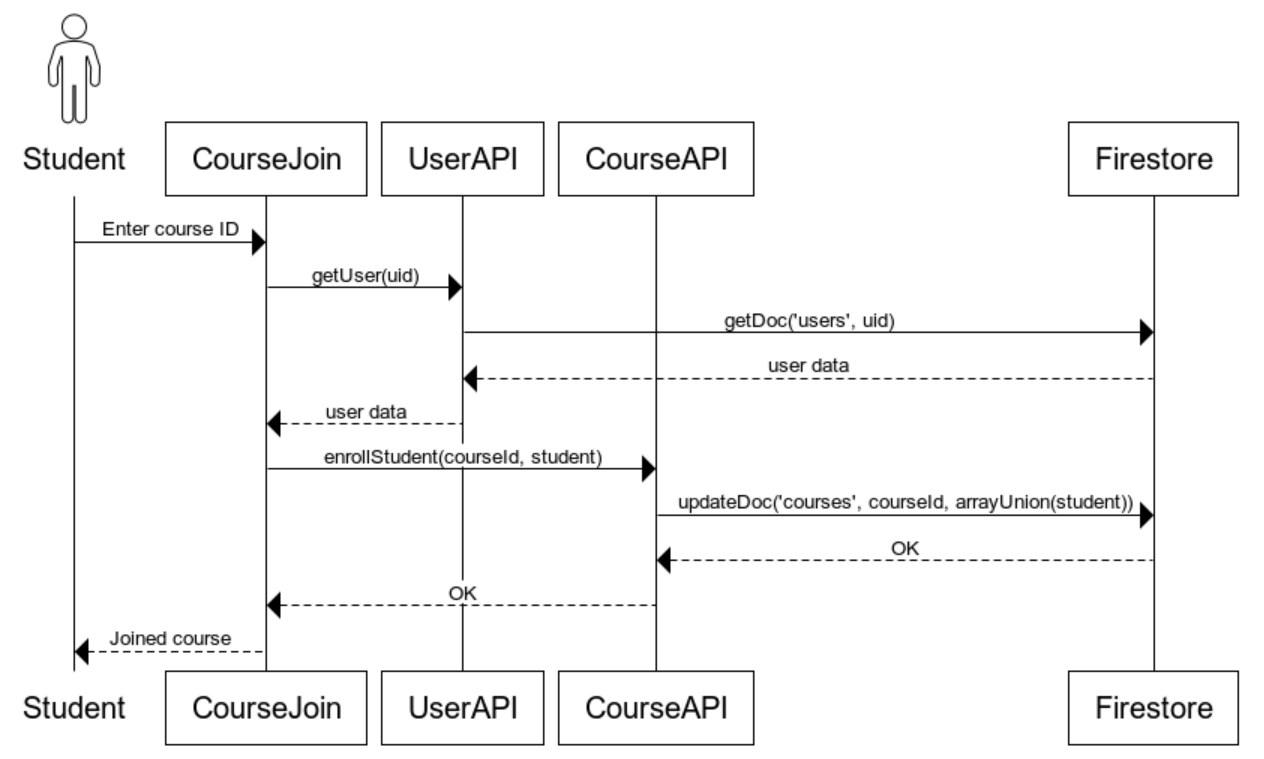 Student
CourseJoin
UserAPI
CourseAPI
Firestore
Enter course ID
getUser(uid)
getDoc('users', uid)
user data
user data
enrollStudent(courseId, student)
updateDoc('courses', courseId, arrayUnion(student))
OK
OK
Joined course
Student
CourseJoin
UserAPI
CourseAPI
Firestore